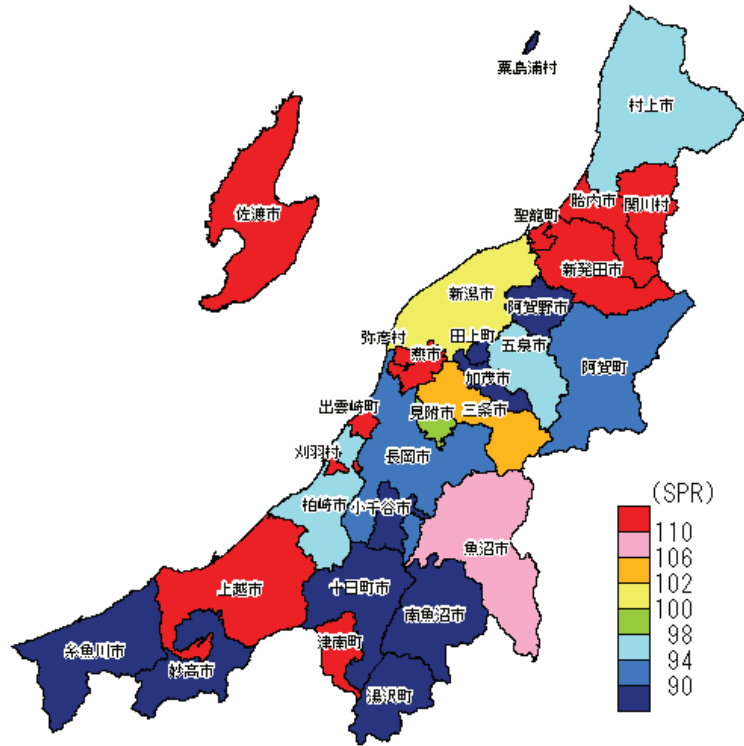 粟島浦村
村上市
佐渡市
胎内市
関川村
聖籠町
新発田市
新潟市
阿賀野市
弥彦村
田上町
五泉市
燕市
阿賀町
加茂市
出雲崎町
見附市
三条市
刈羽村
長岡市
柏崎市
小千谷市
魚沼市
上越市
十日町市
南魚沼市
糸魚川市
妙高市
津南町
湯沢町
(SPR)
110
106
102
100
98
94
90